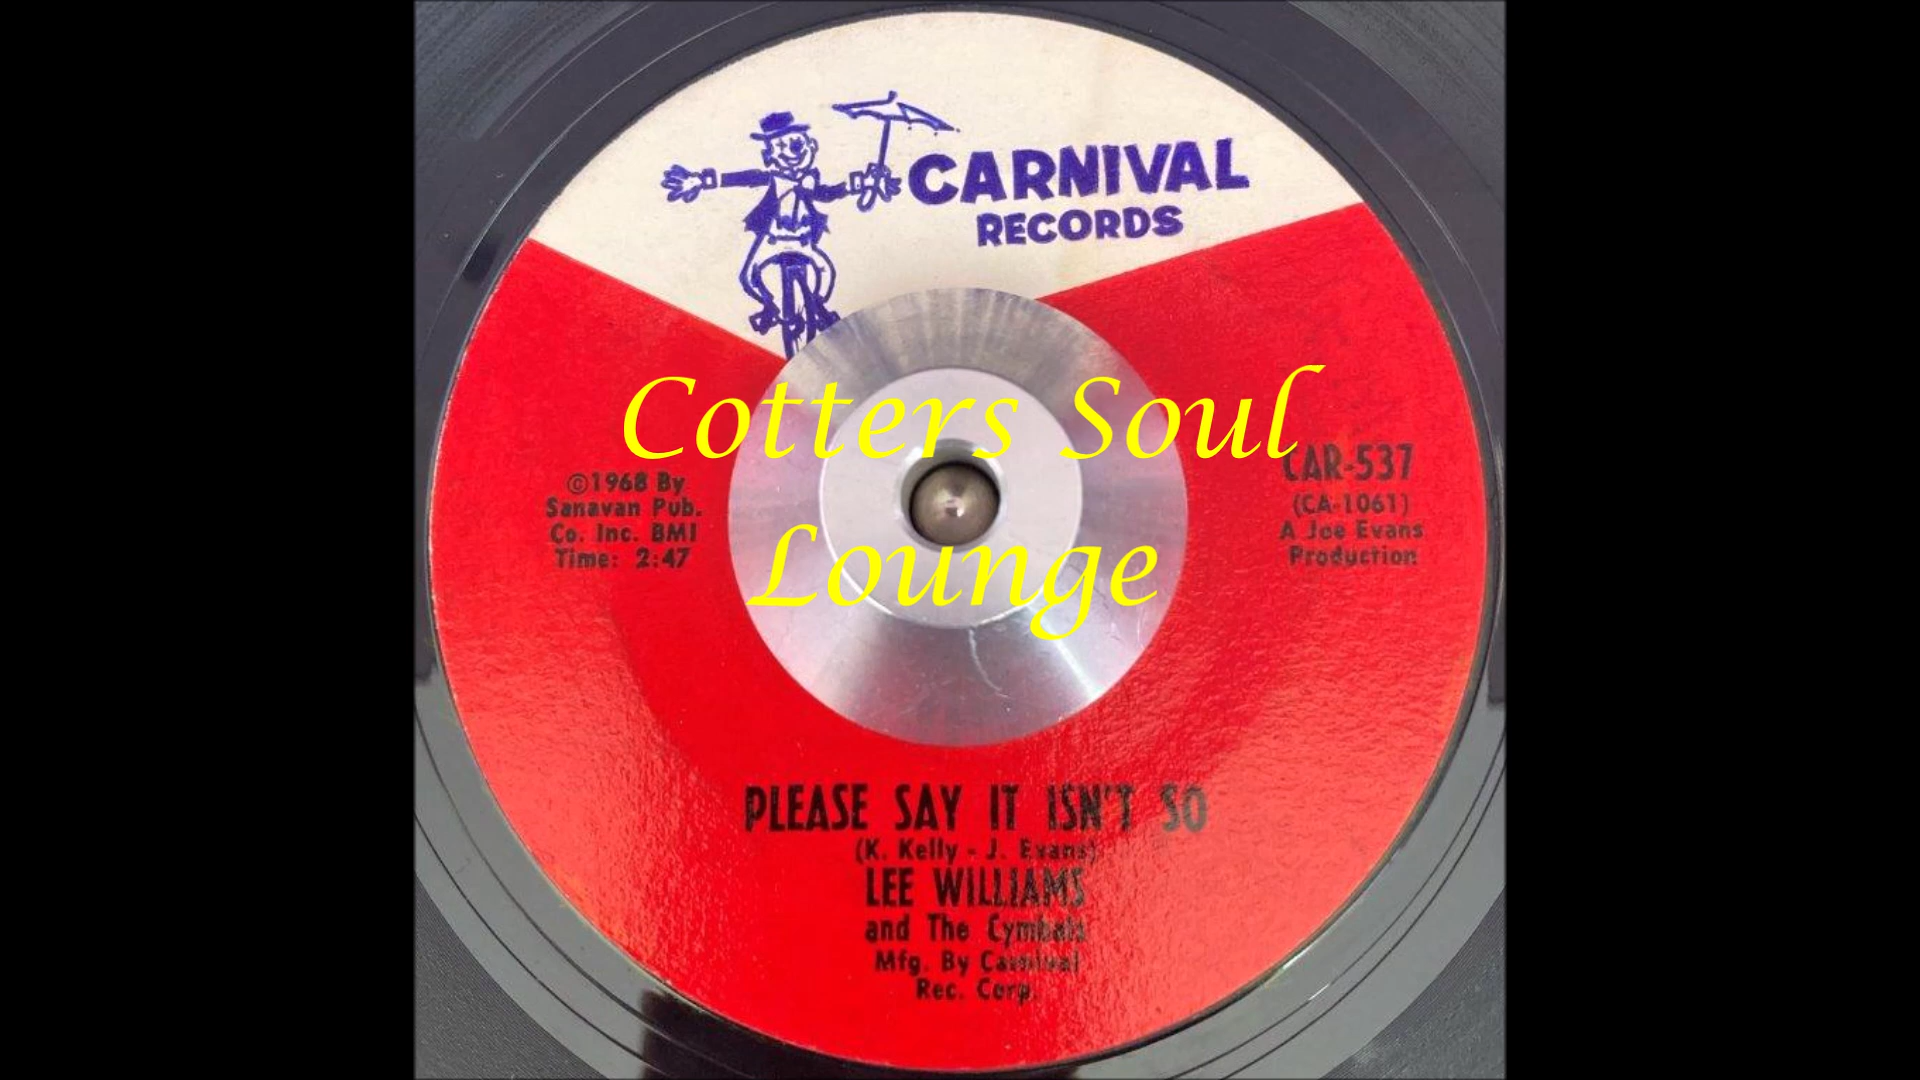 CARNIVAL
RECORDS
Cotters Soul
Lounge
©1968 By
Sanavan Pub.
Co. Inc. BMI
Time: 2:47
CAR-537
(CA-1061)
A Joe Evans
Production
PLEASE SAY IT ISN'T SO
(K. Kelly - J. Evans)
LEE WILLIAMS
and The Cymbals
Mfg. By Carnival
Rec. Corp.